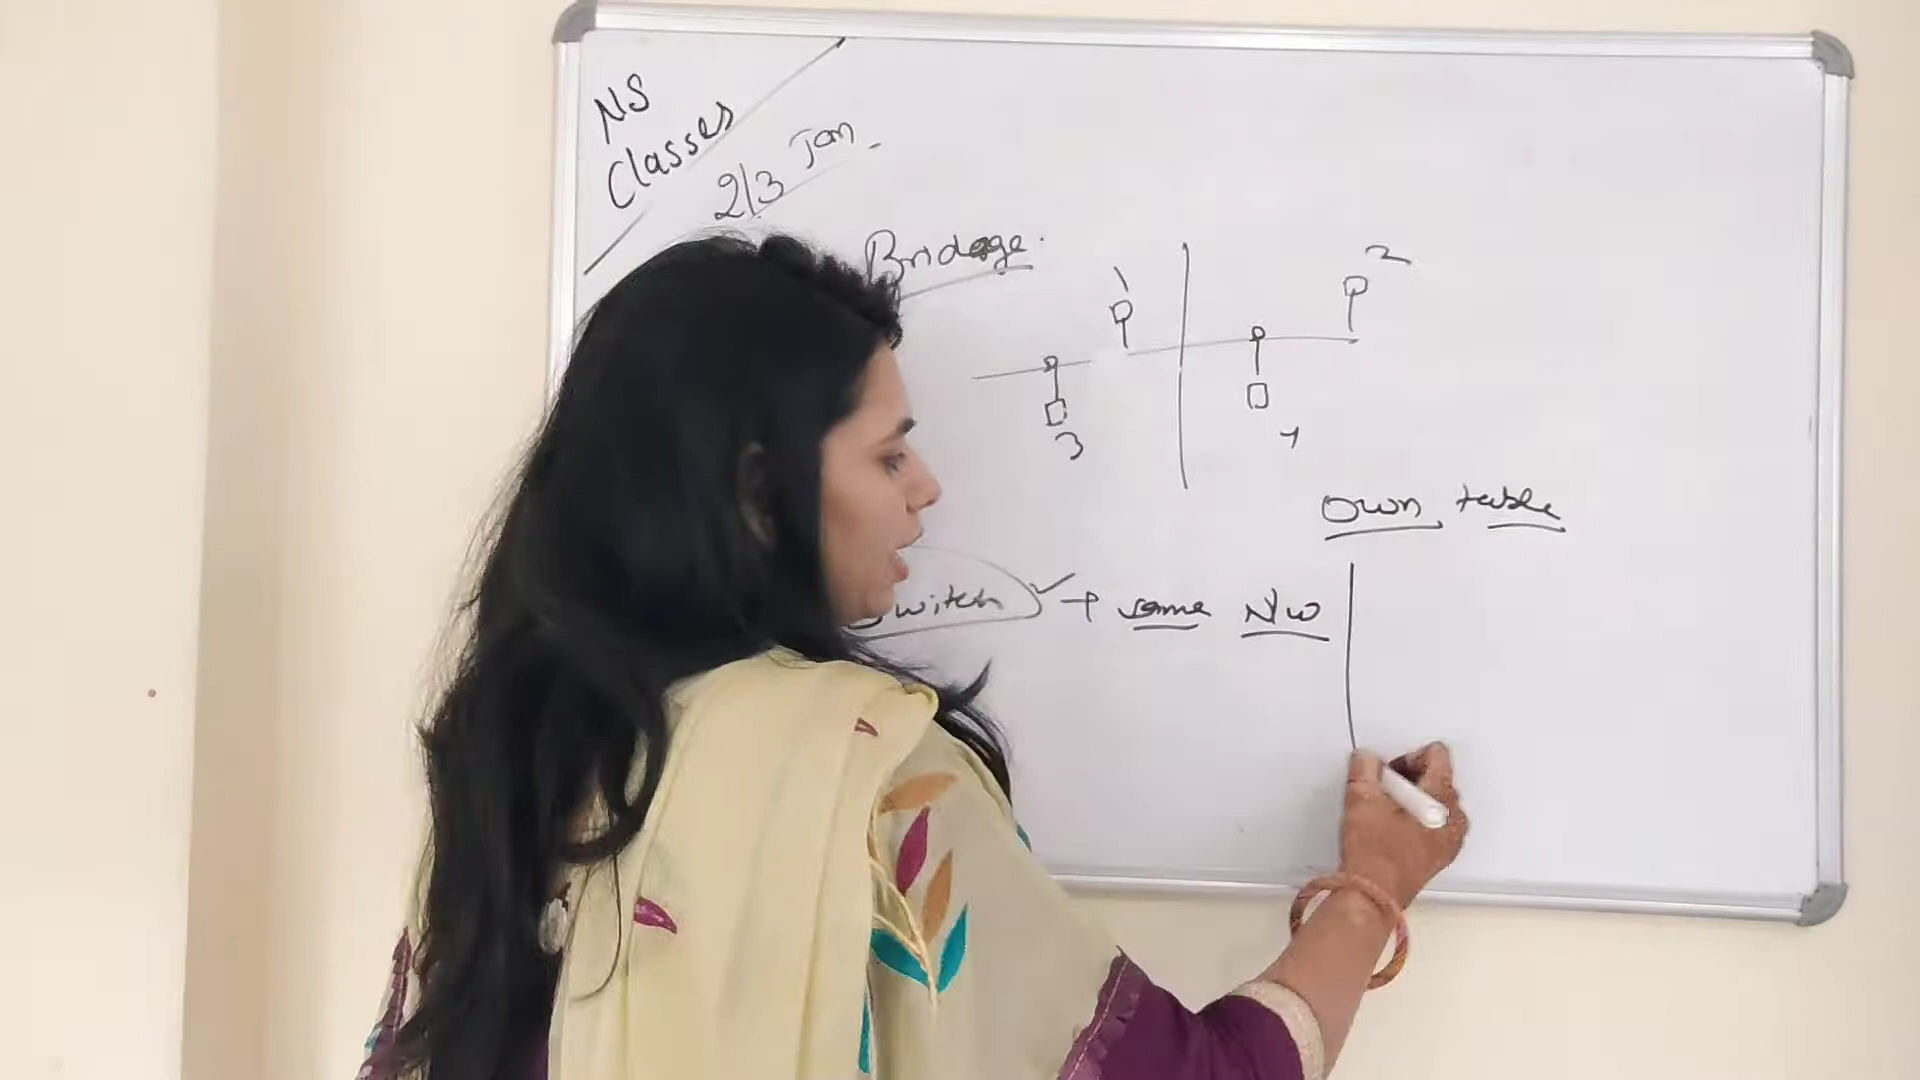 NS
Classes
2/3 Jan
Bridge.
1
2
3
4
Own table
switch → same N/w